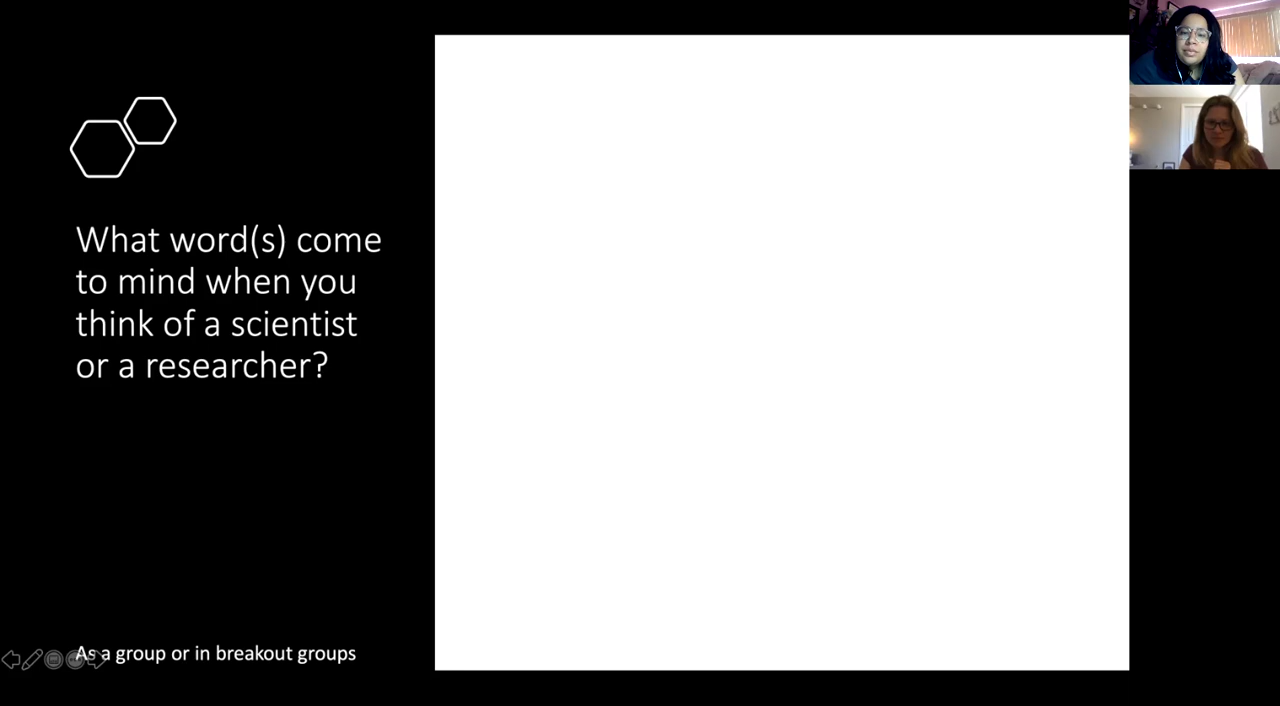 What word(s) come
to mind when you
think of a scientist
or a researcher?
As a group or in breakout groups